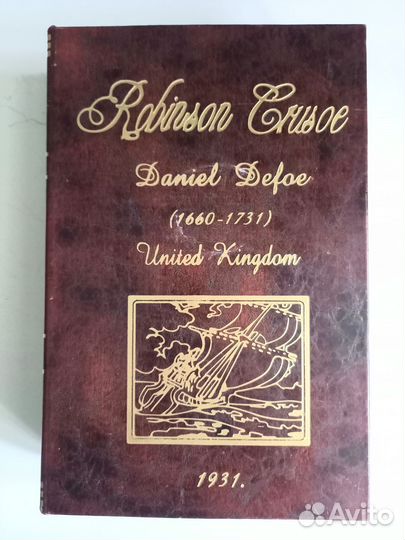 Robinson Crusoe
Daniel Defoe
(1660-1731)
United Kingdom
1931.
Avito